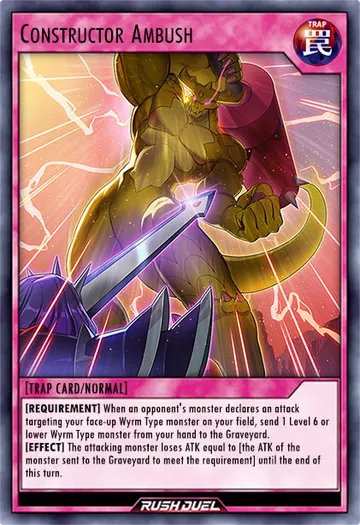 Constructor Ambush
TRAP
罠
[TRAP CARD/NORMAL]
[REQUIREMENT] When an opponent's monster declares an attack
targeting your face-up Wyrm Type monster on your field, send 1 Level 6 or
lower Wyrm Type monster from your hand to the Graveyard.
[EFFECT] The attacking monster loses ATK equal to [the ATK of the
monster sent to the Graveyard to meet the requirement] until the end of
this turn.
RUSH DUEL